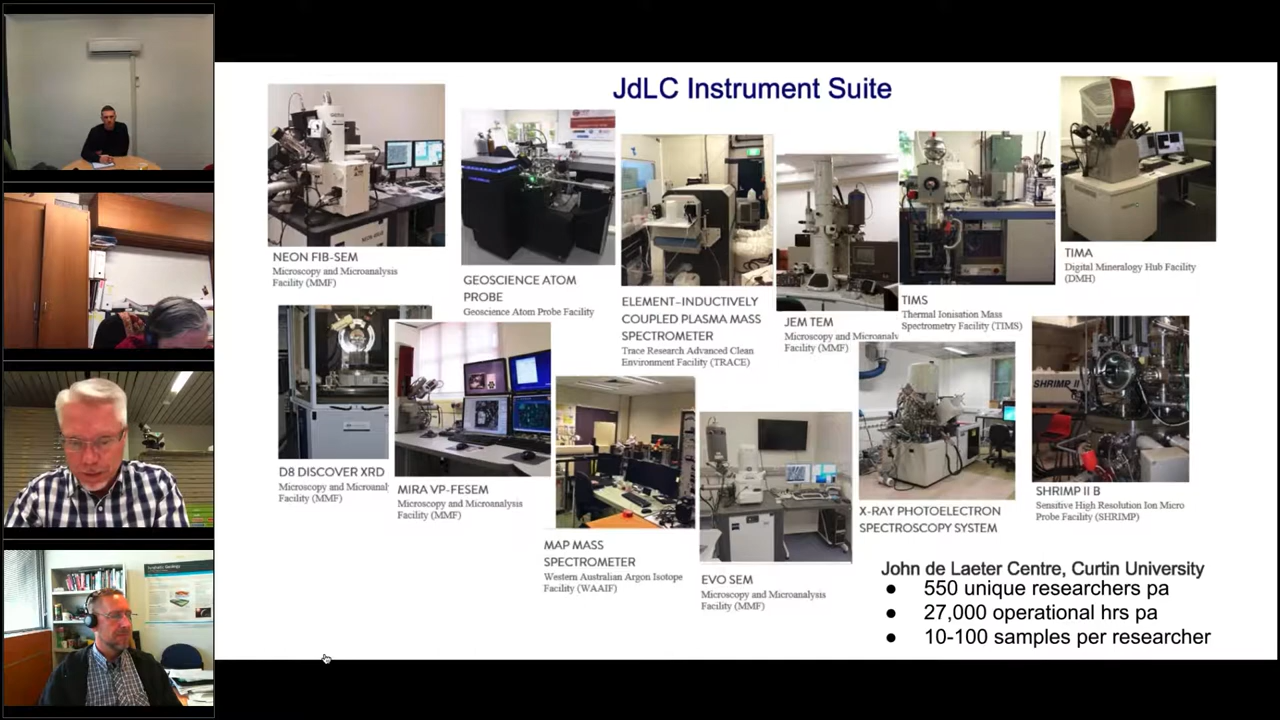 JdLC Instrument Suite
NEON FIB-SEM
Microscopy and Microanalysis
Facility (MMF)
GEOSCIENCE ATOM
PROBE
Geoscience Atom Probe Facility
ELEMENT–INDUCTIVELY
COUPLED PLASMA MASS
SPECTROMETER
Trace Research Advanced Clean
Environment Facility (TRACE)
JEM TEM
Microscopy and Microanalys
Facility (MMF)
TIMS
Thermal Ionisation Mass
Spectrometry Facility (TIMS)
TIMA
Digital Mineralogy Hub Facility
(DMH)
D8 DISCOVER XRD
Microscopy and Microanal
Facility (MMF)
MIRA VP-FESEM
Microscopy and Microanalysis
Facility (MMF)
MAP MASS
SPECTROMETER
Western Australian Argon Isotope
Facility (WAAIF)
EVO SEM
Microscopy and Microanalysis
Facility (MMF)
X-RAY PHOTOELECTRON
SPECTROSCOPY SYSTEM
SHRIMP II
SHRIMP II B
Sensitive High Resolution Ion Micro
Probe Facility (SHRIMP)
John de Laeter Centre, Curtin University
● 550 unique researchers pa
● 27,000 operational hrs pa
● 10-100 samples per researcher